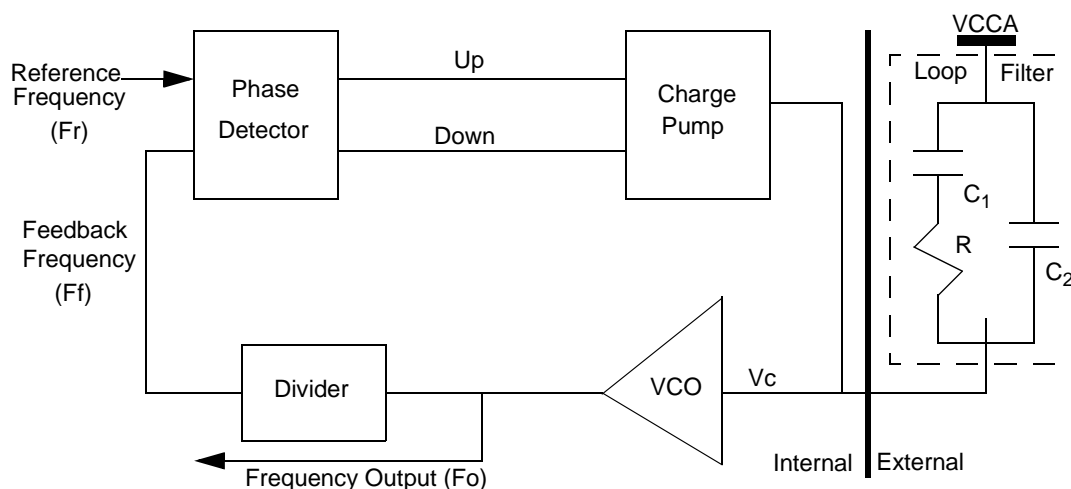 VCCA
Loop Filter
Reference
Frequency
(Fr)
Phase
Detector
Up
Down
Charge
Pump
C1
R
C2
Feedback
Frequency
(Ff)
Divider
VCO
Vc
Frequency Output (Fo)
Internal
External